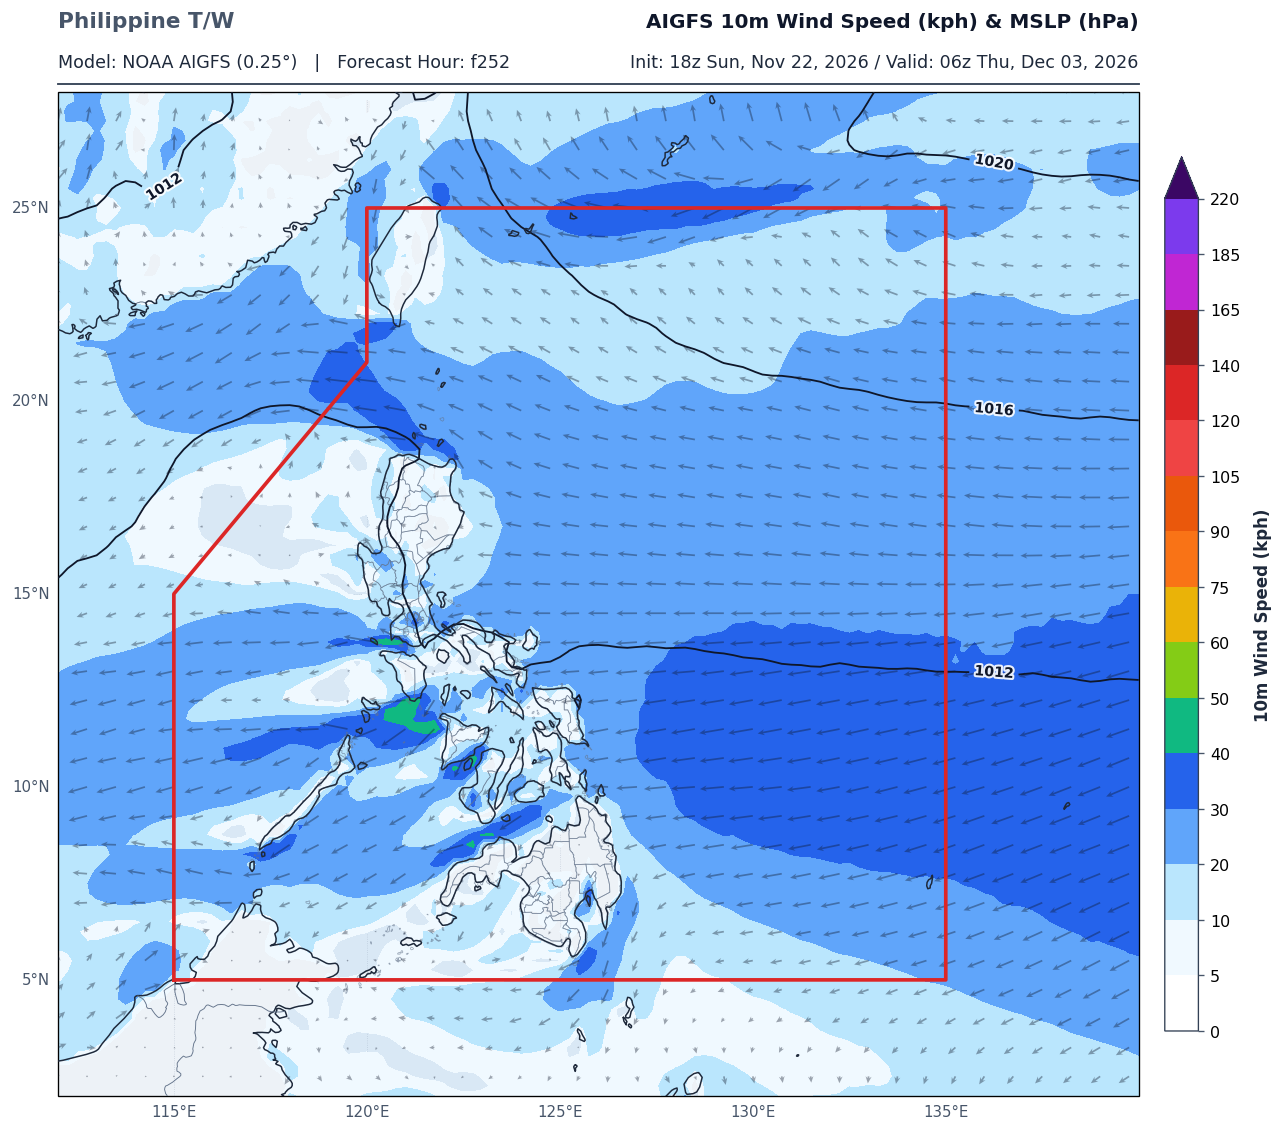 Philippine T/W
AIGFS 10m Wind Speed (kph) & MSLP (hPa)
Model: NOAA AIGFS (0.25°) | Forecast Hour: f252
Init: 18z Sun, Nov 22, 2026 / Valid: 06z Thu, Dec 03, 2026
1012
1020
1016
1012
25°N
20°N
15°N
10°N
5°N
115°E
120°E
125°E
130°E
135°E
220
185
165
140
120
105
90
75
60
50
40
30
20
10
5
0
10m Wind Speed (kph)